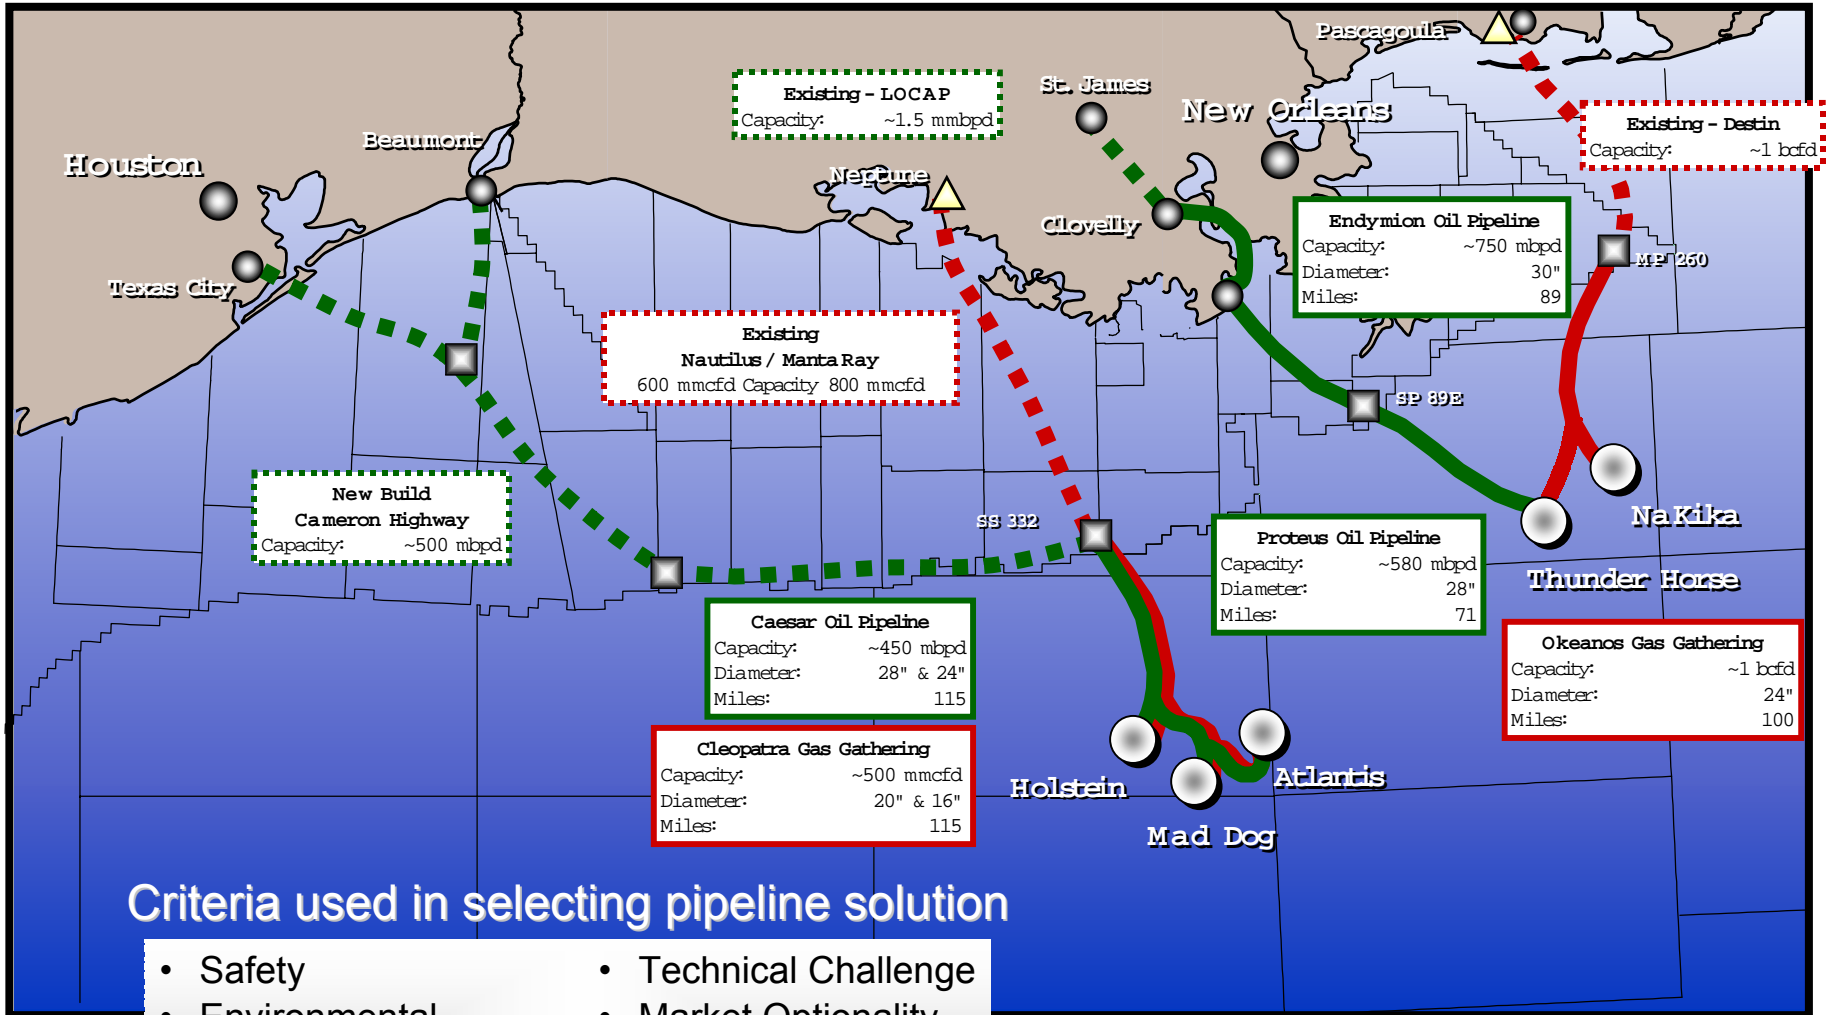 Pascagoula
St. James
New Orleans
Existing - LOCAP
Capacity: ~1.5 mmbpd
Existing - Destin
Capacity: ~1 bcfd
Beaumont
Houston
Neptune
Clovelly
Endymion Oil Pipeline
Capacity: ~750 mbpd
Diameter: 30"
Miles: 89
MP 260
Texas City
Existing
Nautilus / Manta Ray
600 mmcfd Capacity 800 mmcfd
SP 89E
New Build
Cameron Highway
Capacity: ~500 mbpd
SS 332
Na Kika
Proteus Oil Pipeline
Capacity: ~580 mbpd
Diameter: 28"
Miles: 71
Thunder Horse
Caesar Oil Pipeline
Capacity: ~450 mbpd
Diameter: 28" & 24"
Miles: 115
Okeanos Gas Gathering
Capacity: ~1 bcfd
Diameter: 24"
Miles: 100
Cleopatra Gas Gathering
Capacity: ~500 mmcfd
Diameter: 20" & 16"
Miles: 115
Holstein
Atlantis
Mad Dog
Criteria used in selecting pipeline solution
• Safety
• Technical Challenge
• Environmental
• Market Optionality